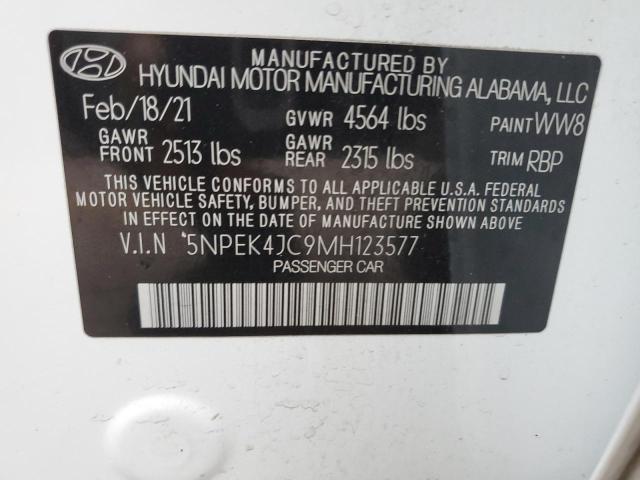 MANUFACTURED BY
HYUNDAI MOTOR MANUFACTURING ALABAMA, LLC
Feb/18/21 GVWR 4564 lbs PAINT WW8
GAWR FRONT 2513 lbs GAWR REAR 2315 lbs TRIM RBP
THIS VEHICLE CONFORMS TO ALL APPLICABLE U.S.A. FEDERAL
MOTOR VEHICLE SAFETY, BUMPER, AND THEFT PREVENTION STANDARDS
IN EFFECT ON THE DATE OF MANUFACTURE SHOWN ABOVE
V.I.N 5NPEK4JC9MH123577
PASSENGER CAR